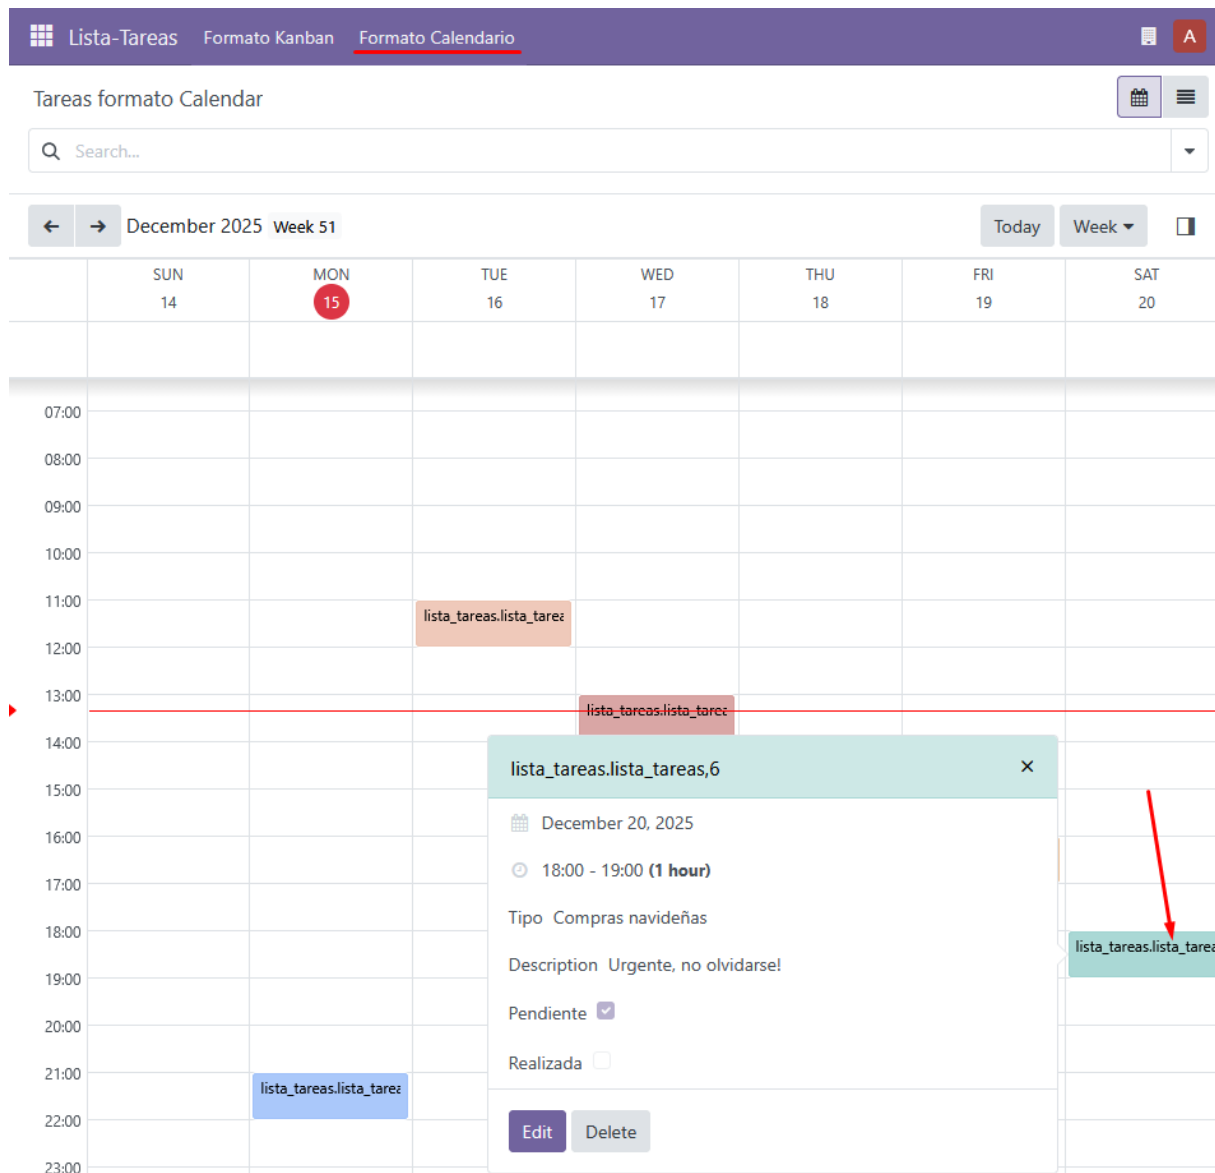 Lista-Tareas Formato Kanban Formato Calendario A
Tareas formato Calendar
Search...
December 2025 Week 51 Today Week
SUN MON TUE WED THU FRI SAT
14 15 16 17 18 19 20
07:00
08:00
09:00
10:00
11:00
lista_tareas.lista_tarea
12:00
13:00
lista_tareas.lista_tarea
14:00
lista_tareas.lista_tareas,6
15:00
December 20, 2025
16:00
18:00 - 19:00 (1 hour)
17:00
Tipo Compras navideñas
18:00
lista_tareas.lista_tarea
Description Urgente, no olvidarse!
19:00
Pendiente
20:00
Realizada
21:00
lista_tareas.lista_tarea
22:00
Edit Delete
23:00